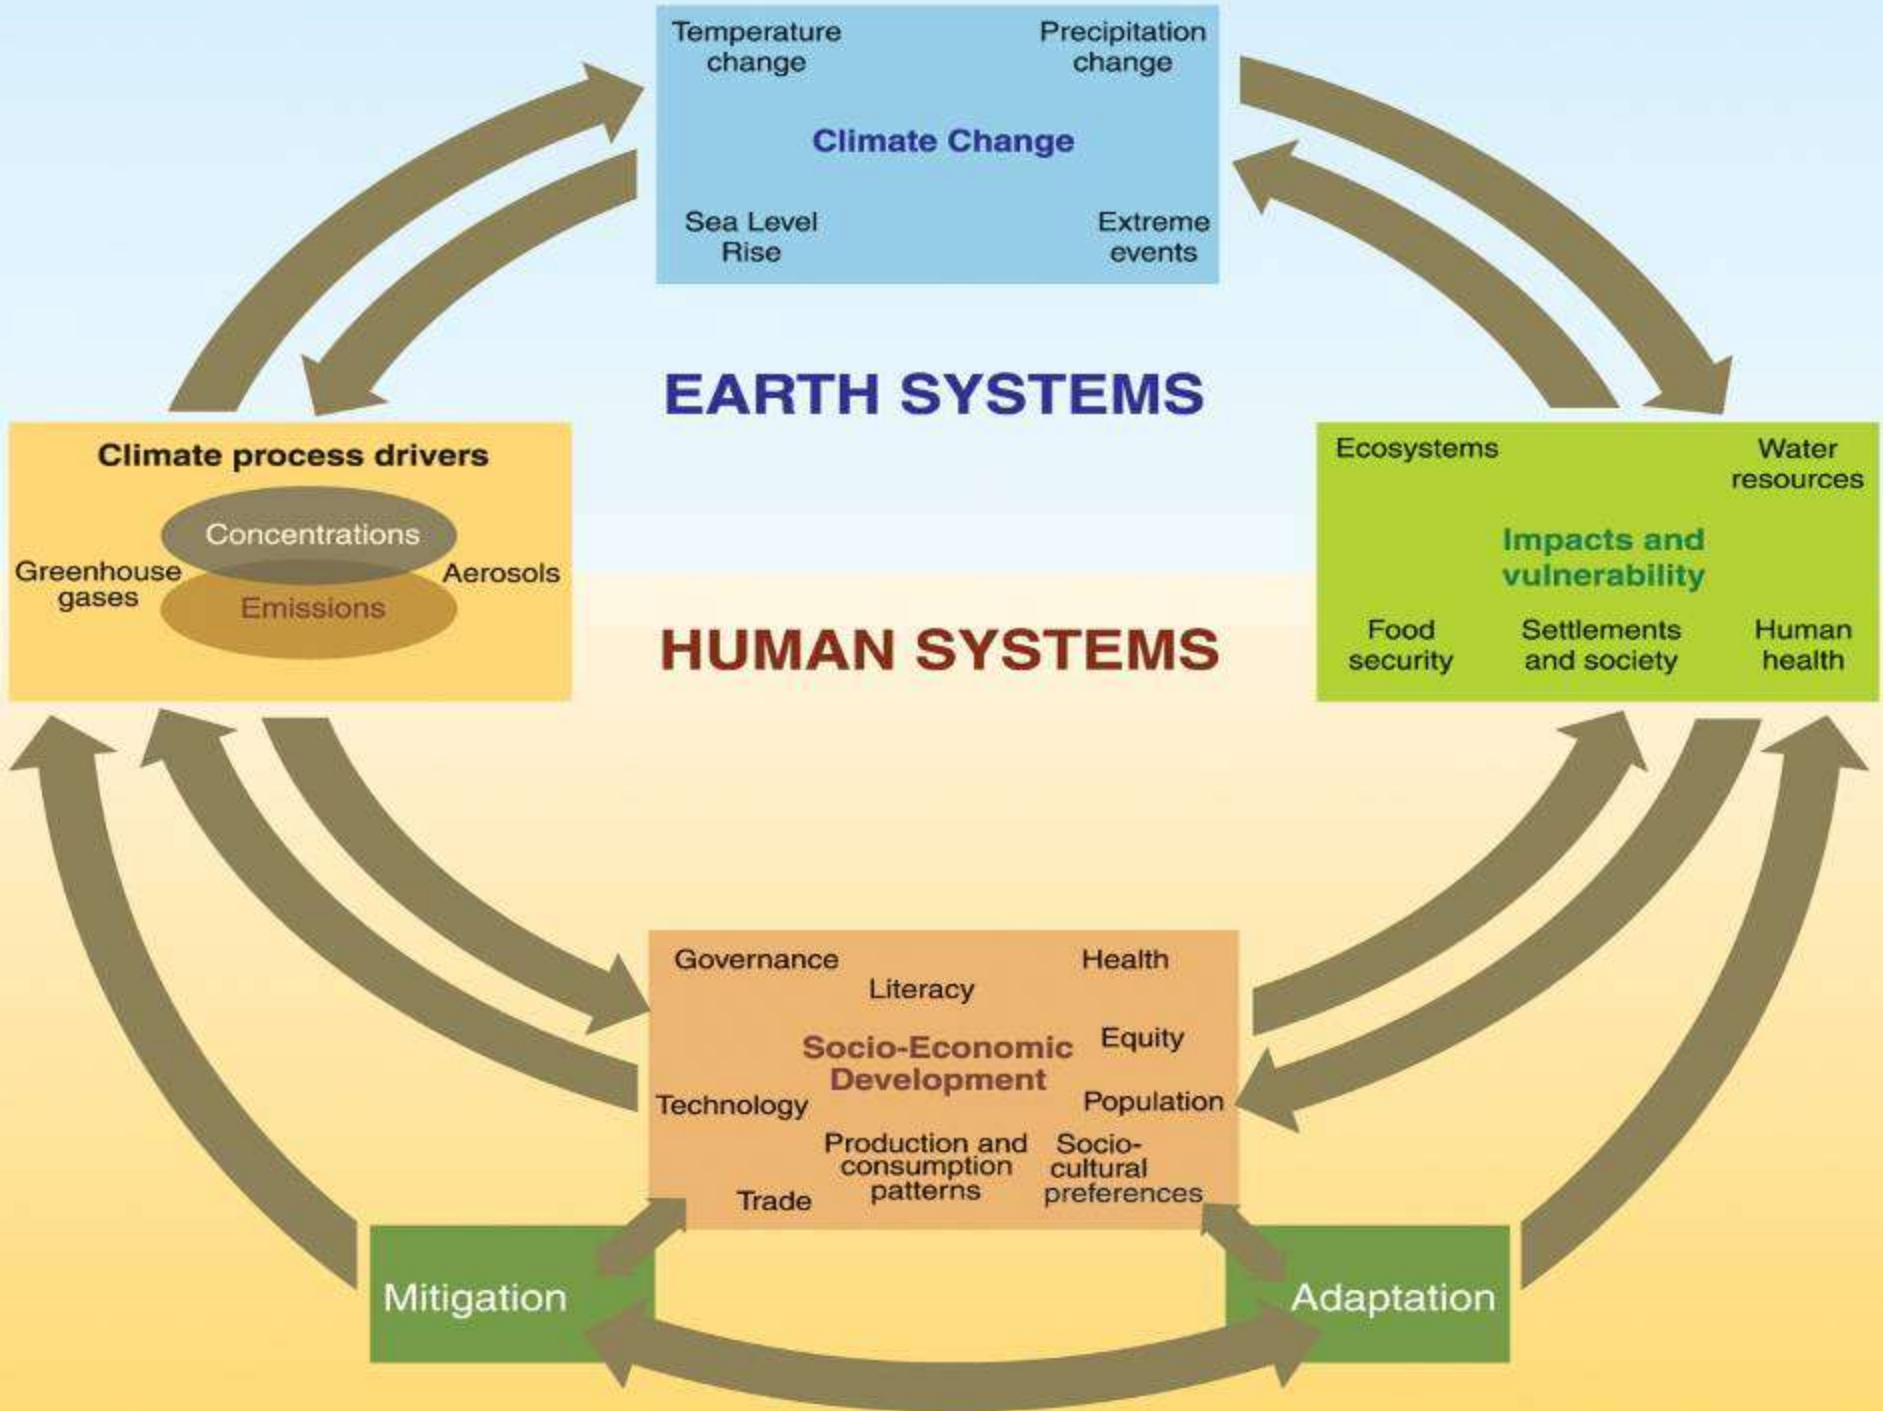 Temperature
change
Precipitation
change
Climate Change
Sea Level
Rise
Extreme
events
EARTH SYSTEMS
Climate process drivers
Concentrations
Greenhouse
gases
Aerosols
Emissions
Ecosystems
Water
resources
Impacts and
vulnerability
Food
security
Settlements
and society
Human
health
HUMAN SYSTEMS
Governance
Health
Literacy
Equity
Socio-Economic
Development
Technology
Population
Production and
consumption
patterns
Socio-
cultural
preferences
Trade
Mitigation
Adaptation